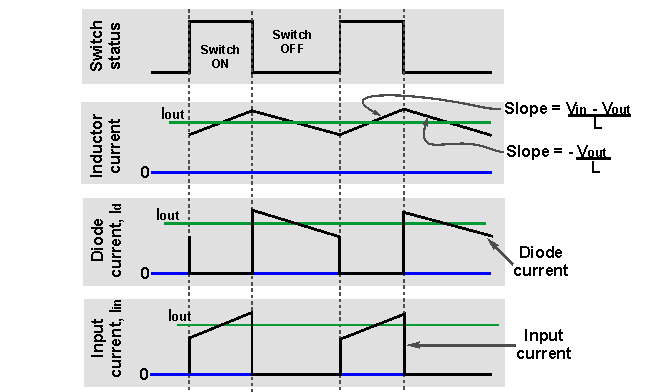 Switch
status
Switch
ON
Switch
OFF
Inductor
current
Iout
0
Slope = Vin - Vout
L
Slope = - Vout
L
Diode
current, Id
Iout
0
Diode
current
Input
current, Iin
Iout
0
Input
current